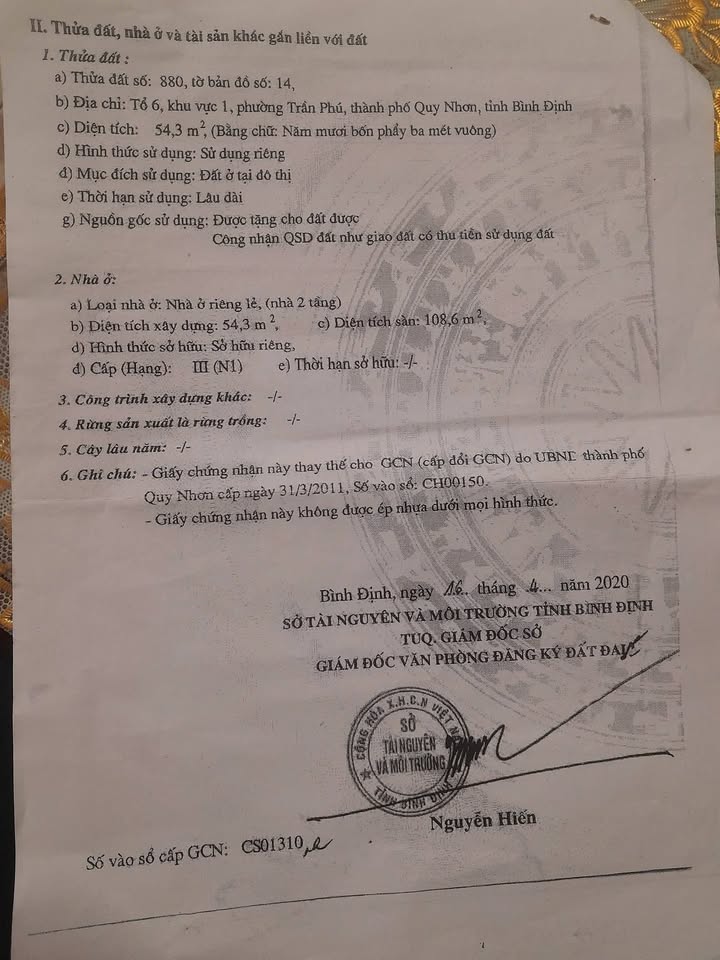 II. Thửa đất, nhà ở và tài sản khác gắn liền với đất
1. Thửa đất :
a) Thửa đất số: 880, tờ bản đồ số: 14,
b) Địa chỉ: Tổ 6, khu vực 1, phường Trần Phú, thành phố Quy Nhơn, tỉnh Bình Định
c) Diện tích: 54,3 m², (Bằng chữ: Năm mươi bốn phẩy ba mét vuông)
d) Hình thức sử dụng: Sử dụng riêng
đ) Mục đích sử dụng: Đất ở tại đô thị
e) Thời hạn sử dụng: Lâu dài
g) Nguồn gốc sử dụng: Được tặng cho đất được
Công nhận QSD đất như giao đất có thu tiền sử dụng đất
2. Nhà ở:
a) Loại nhà ở: Nhà ở riêng lẻ, (nhà 2 tầng)
b) Diện tích xây dựng: 54,3 m², c) Diện tích sàn: 108,6 m²,
d) Hình thức sở hữu: Sở hữu riêng,
đ) Cấp (Hạng): III (N1) e) Thời hạn sở hữu: -/-
3. Công trình xây dựng khác: -/-
4. Rừng sản xuất là rừng trồng: -/-
5. Cây lâu năm: -/-
6. Ghi chú: - Giấy chứng nhận này thay thế cho GCN (cấp đổi GCN) do UBND thành phố
Quy Nhơn cấp ngày 31/3/2011, Số vào sổ: CH00150.
- Giấy chứng nhận này không được ép nhựa dưới mọi hình thức.
Bình Định, ngày 16. tháng .4... năm 2020
SỞ TÀI NGUYÊN VÀ MÔI TRƯỜNG TỈNH BÌNH ĐỊNH
TUQ. GIÁM ĐỐC SỞ
GIÁM ĐỐC VĂN PHÒNG ĐĂNG KÝ ĐẤT ĐAI
CỘNG HÒA X.H.C.N VIỆT N
SỞ
TÀI NGUYÊN
VÀ MÔI TRƯỜNG
TỈNH BÌNH ĐỊNH
Nguyễn Hiến
Số vào sổ cấp GCN: CS01310